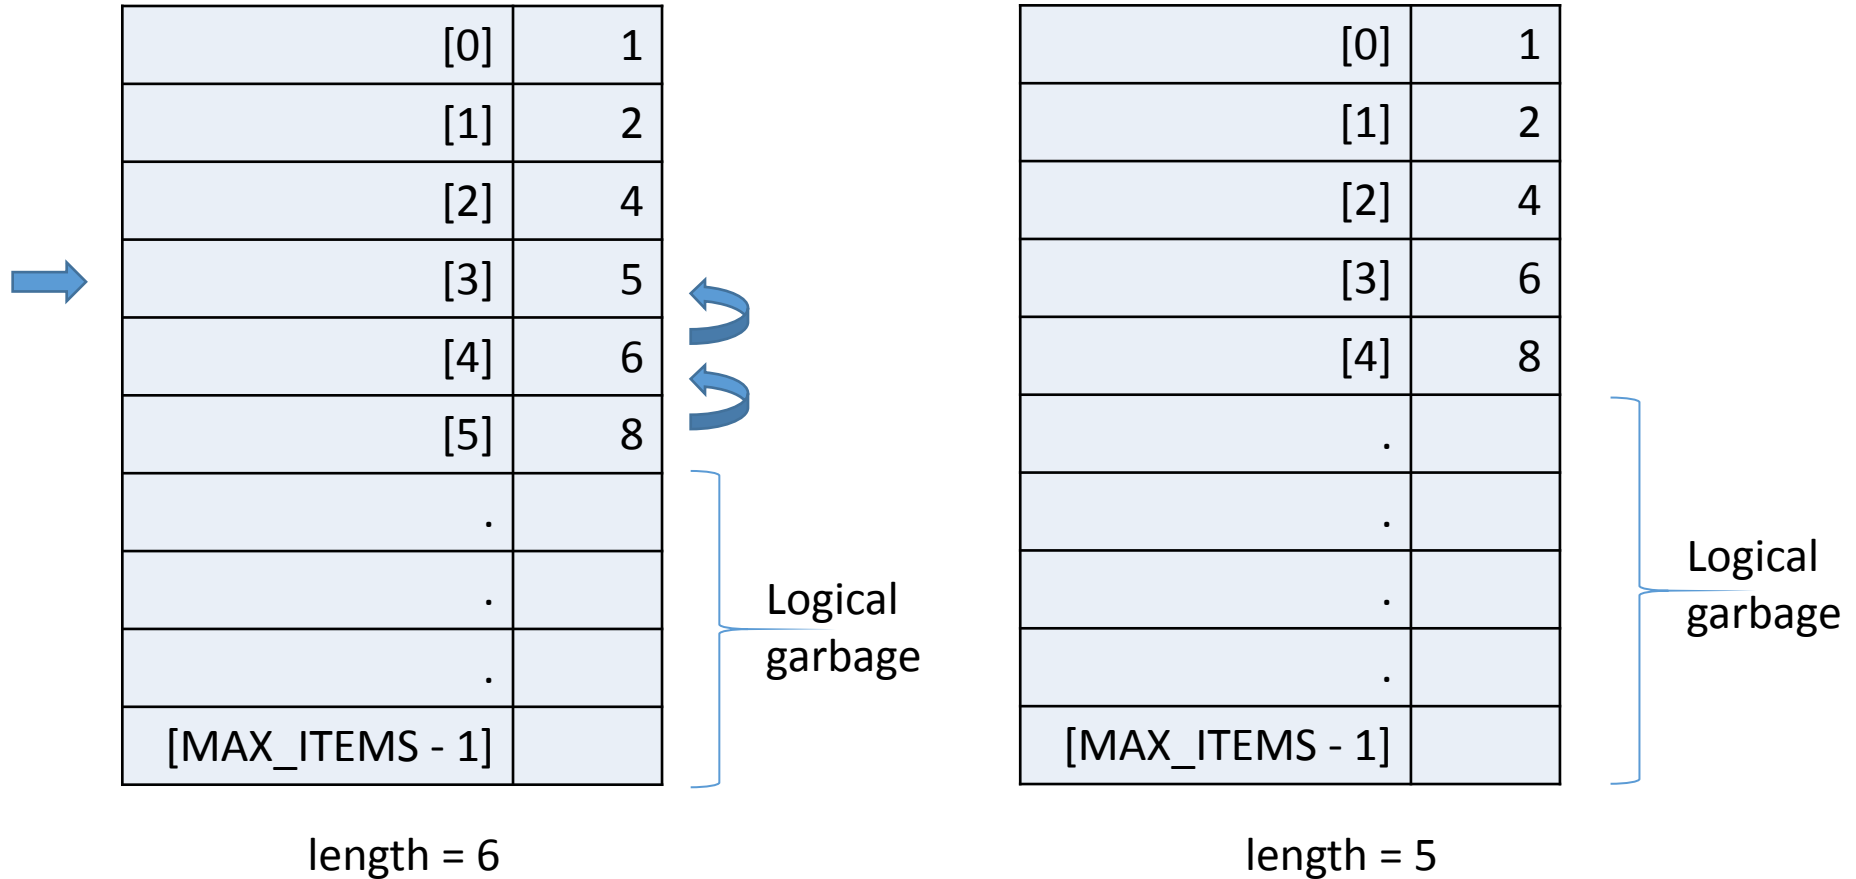 [0] 1
[1] 2
[2] 4
[3] 5
[4] 6
[5] 8
.
.
.
[MAX_ITEMS - 1]
Logical
garbage
length = 6
[0] 1
[1] 2
[2] 4
[3] 6
[4] 8
.
.
.
.
[MAX_ITEMS - 1]
Logical
garbage
length = 5